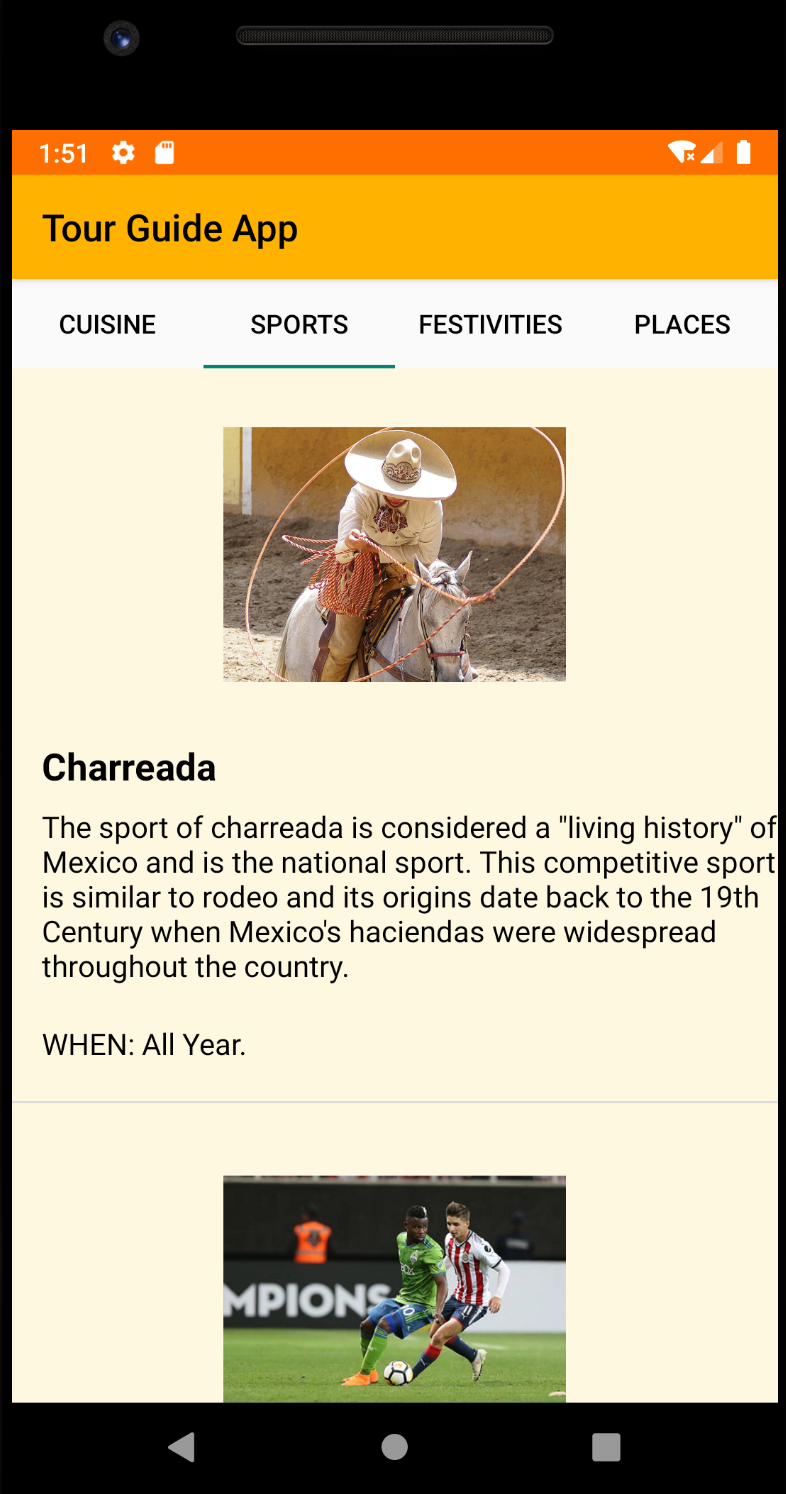 1:51
Tour Guide App
CUISINE SPORTS FESTIVITIES PLACES
Charreada
The sport of charreada is considered a "living history" of
Mexico and is the national sport. This competitive sport
is similar to rodeo and its origins date back to the 19th
Century when Mexico's haciendas were widespread
throughout the country.
WHEN: All Year.
MPIONS